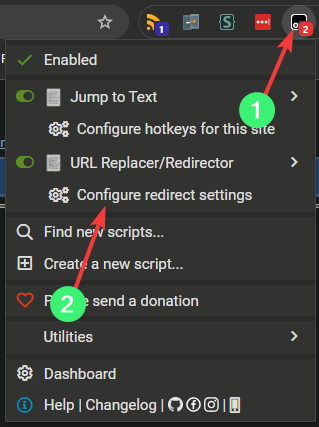 1
2
Enabled
Jump to Text
1
Configure hotkeys for this site
URL Replacer/Redirector
Configure redirect settings
Find new scripts...
Create a new script...
2
send a donation
Utilities
Dashboard
Help | Changelog | |